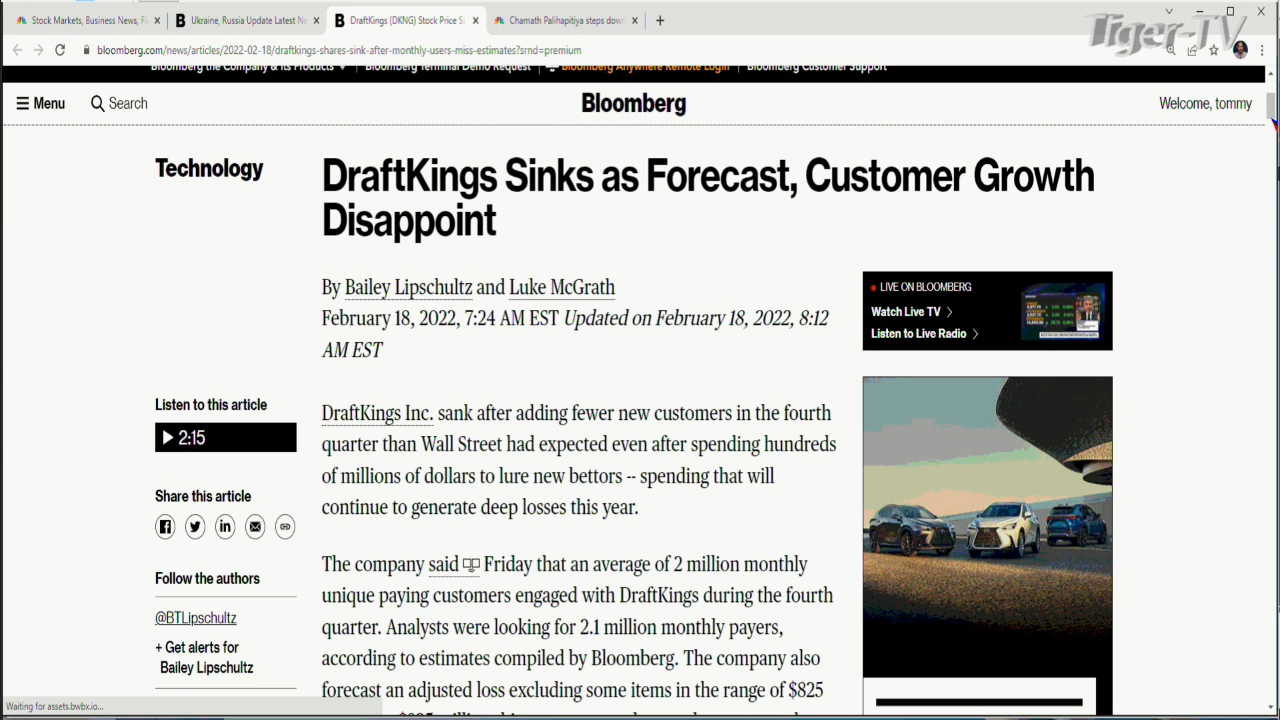 Stock Markets, Business News, Fi
Ukraine, Russia Update Latest Ne
DraftKings (DKNG) Stock Price Si
Chamath Palihapitiya steps down
Tiger-TV
bloomberg.com/news/articles/2022-02-18/draftkings-shares-sink-after-monthly-users-miss-estimates?srnd=premium
Bloomberg the Company & Its Products
Bloomberg Terminal Demo Request
Bloomberg Anywhere Remote Login
Bloomberg Customer Support
Menu
Search
Bloomberg
Welcome, tommy
Technology
DraftKings Sinks as Forecast, Customer Growth
Disappoint
By Bailey Lipschultz and Luke McGrath
February 18, 2022, 7:24 AM EST Updated on February 18, 2022, 8:12
AM EST
LIVE ON BLOOMBERG
Watch Live TV
Listen to Live Radio
Listen to this article
2:15
DraftKings Inc. sank after adding fewer new customers in the fourth
quarter than Wall Street had expected even after spending hundreds
of millions of dollars to lure new bettors -- spending that will
continue to generate deep losses this year.
Share this article
Follow the authors
@BTLipschultz
+ Get alerts for
Bailey Lipschultz
The company said Friday that an average of 2 million monthly
unique paying customers engaged with DraftKings during the fourth
quarter. Analysts were looking for 2.1 million monthly payers,
according to estimates compiled by Bloomberg. The company also
forecast an adjusted loss excluding some items in the range of $825
Waiting for assets.bwbx.io...